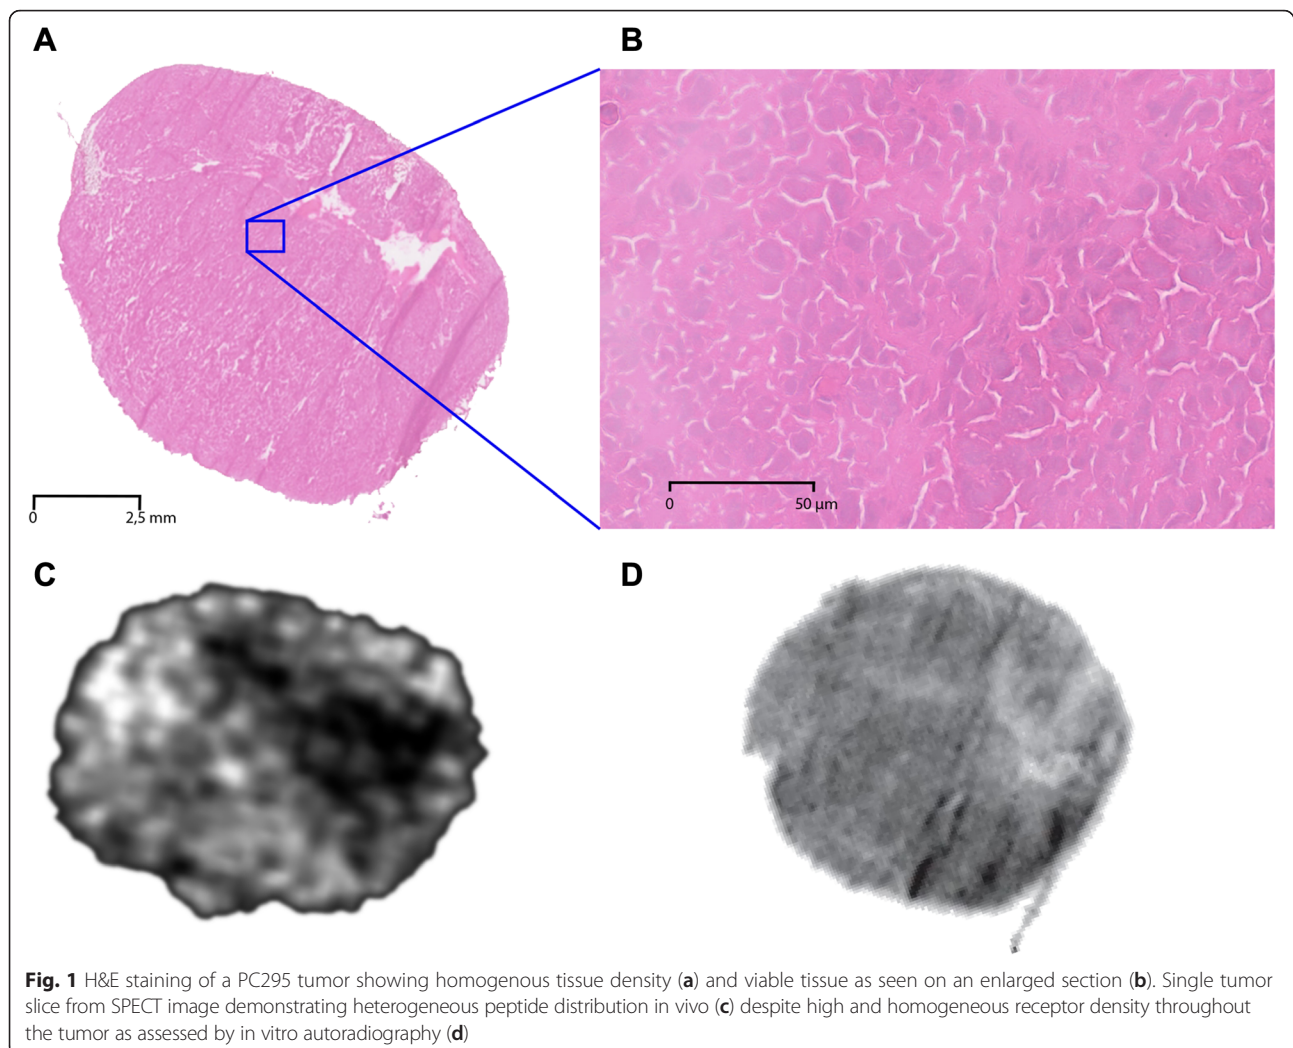 A
B
0
2,5 mm
0
50 µm
C
D
Fig. 1 H&E staining of a PC295 tumor showing homogenous tissue density (a) and viable tissue as seen on an enlarged section (b). Single tumor
slice from SPECT image demonstrating heterogeneous peptide distribution in vivo (c) despite high and homogeneous receptor density throughout
the tumor as assessed by in vitro autoradiography (d)